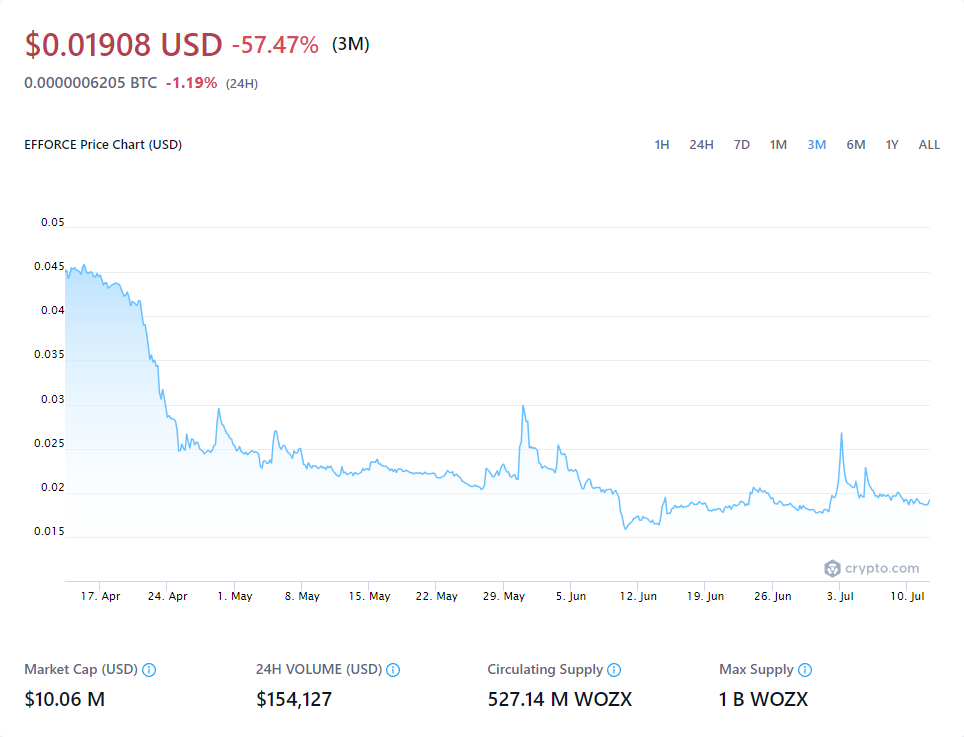 $0.01908 USD -57.47% (3M)
0.0000006205 BTC -1.19% (24H)
EFFORCE Price Chart (USD) 1H 24H 7D 1M 3M 6M 1Y ALL
0.05
0.045
0.04
0.035
0.03
0.025
0.02
0.015
crypto.com
17. Apr 24. Apr 1. May 8. May 15. May 22. May 29. May 5. Jun 12. Jun 19. Jun 26. Jun 3. Jul 10. Jul
Market Cap (USD) 24H VOLUME (USD) Circulating Supply Max Supply
$10.06 M $154,127 527.14 M WOZX 1 B WOZX